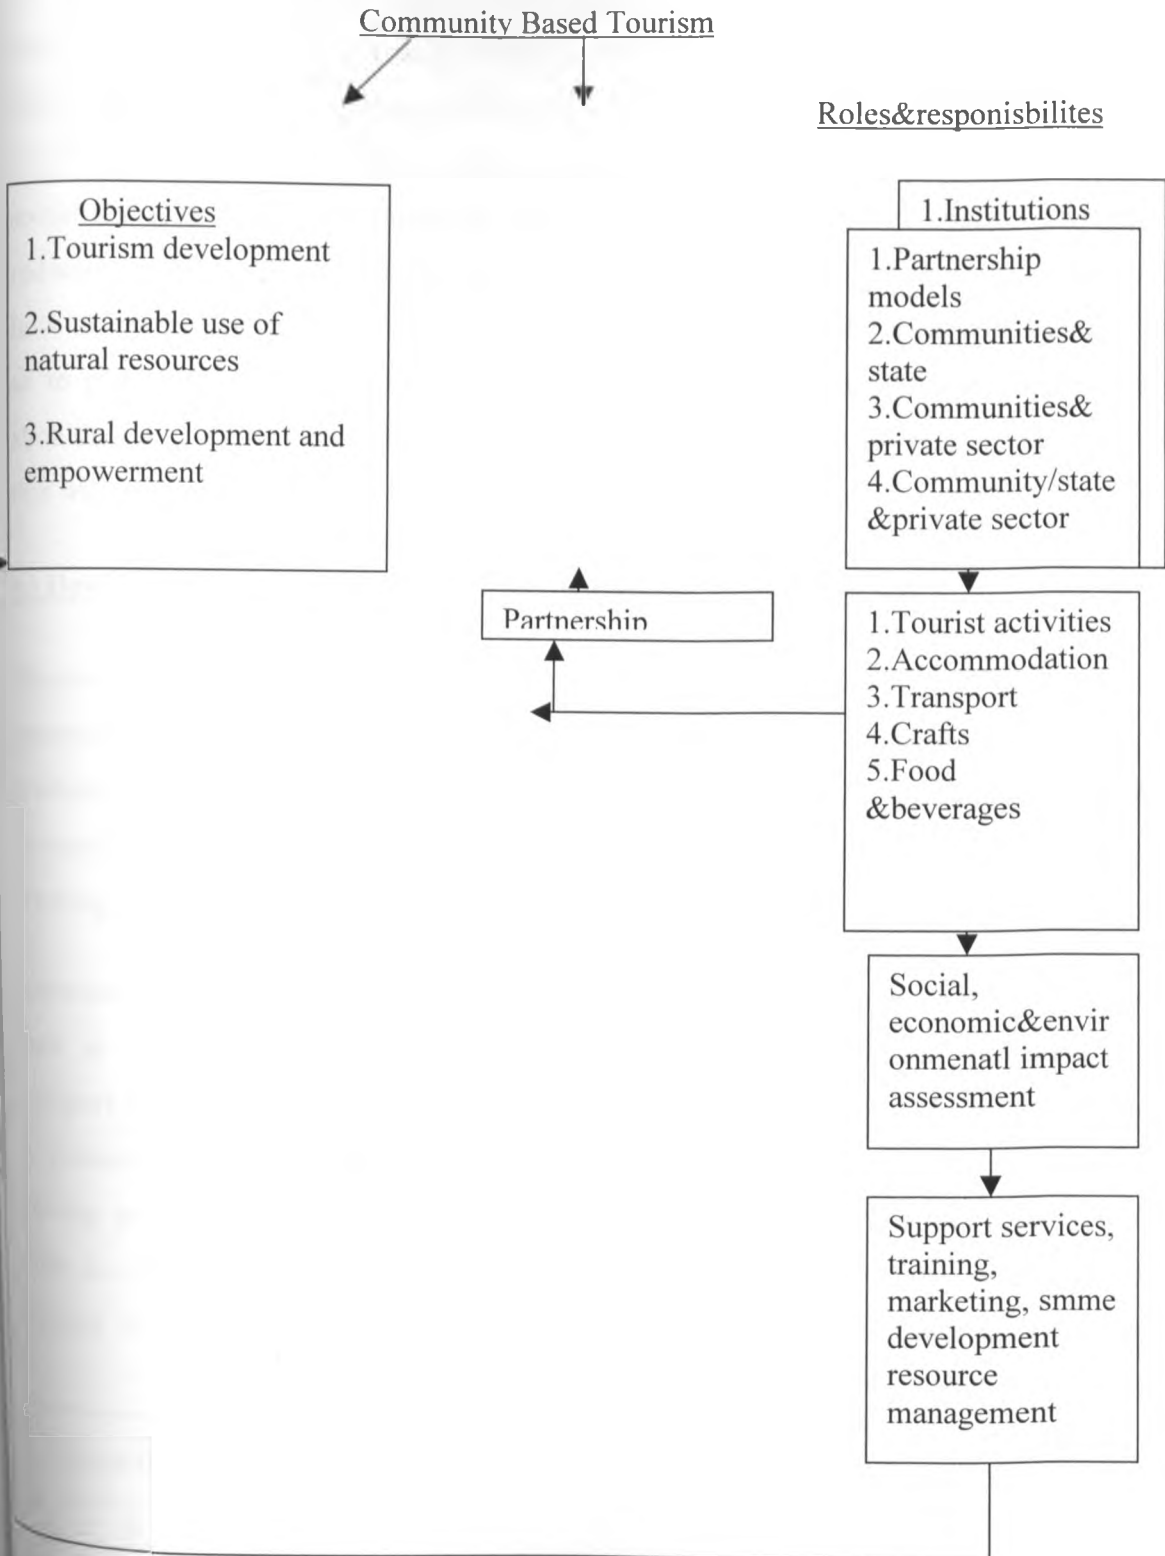 Community Based Tourism
Roles&responisbilites
Objectives
1.Tourism development
2.Sustainable use of
natural resources
3.Rural development and
empowerment
1.Institutions
1.Partnership
models
2.Communities&
state
3.Communities&
private sector
4.Community/state
&private sector
Partnership
1.Tourist activities
2.Accommodation
3.Transport
4.Crafts
5.Food
&beverages
Social,
economic&envir
onmenatl impact
assessment
Support services,
training,
marketing, smme
development
resource
management